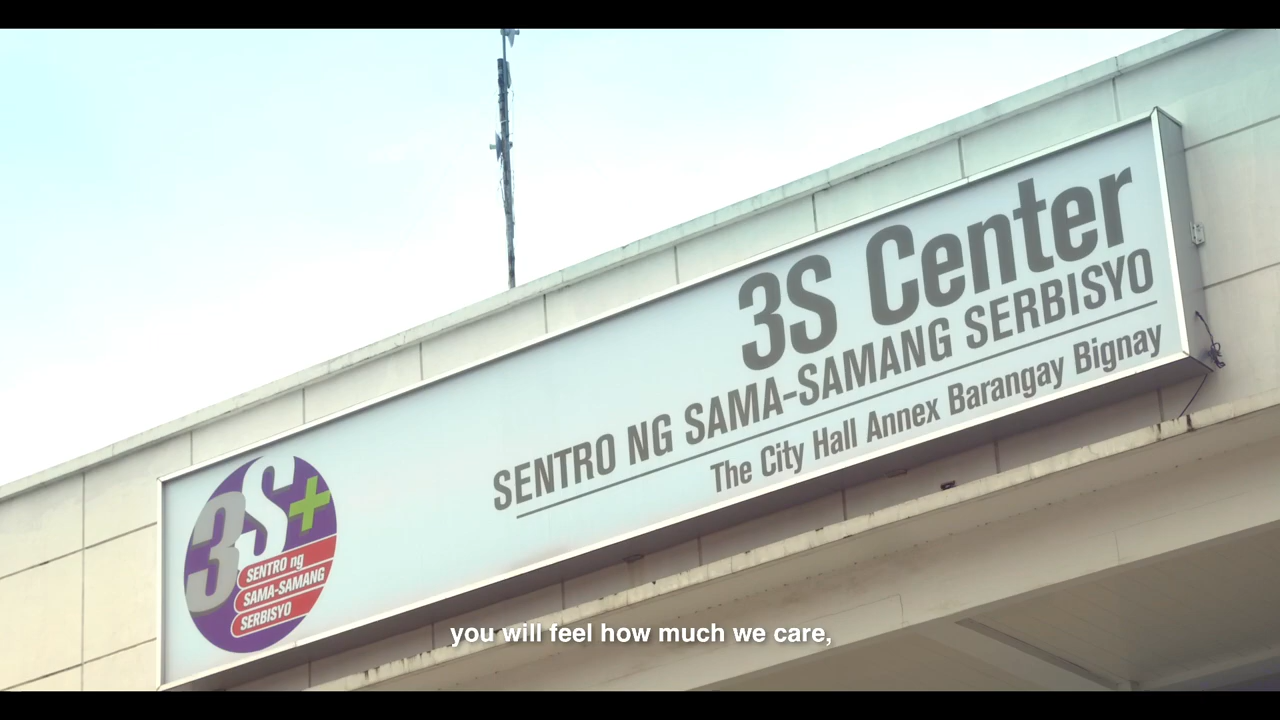 3S Center
SENTRO NG SAMA-SAMANG SERBISYO
The City Hall Annex Barangay Bignay
3S+
SENTRO ng
SAMA-SAMANG
SERBISYO
you will feel how much we care,